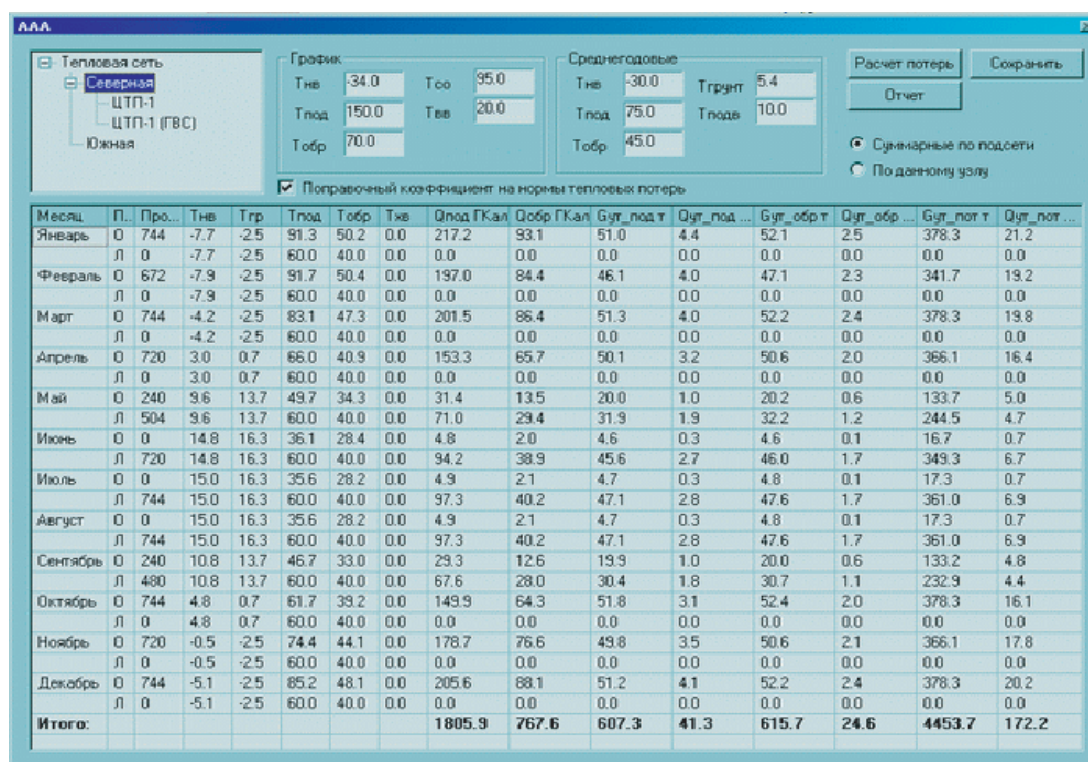 AAA
Тепловая сеть
Северная
ЦТП-1
ЦТП-1 (ГВС)
Южная
График
Тнв -34.0 Тсо 95.0
Тпод 150.0 Твв 20.0
Тобр 70.0
Среднегодовые
Тнв -30.0 Тгрунт 5.4
Тпод 75.0 Тподв 10.0
Тобр 45.0
Расчет потерь Сохранить
Отчет
Суммарные по подсети
По данному узлу
Поправочный коэффициент на нормы тепловых потерь
Месяц П.. Про... Тнв Тгр Тпод Тобр Тхв Qпод ГКал Qобр ГКал Gут_под т Qут_под ... Gут_обр т Qут_обр ... Gут_пот т Qут_пот ...
Январь О 744 -7.7 -2.5 91.3 50.2 0.0 217.2 93.1 51.0 4.4 52.1 2.5 378.3 21.2
Л 0 -7.7 -2.5 60.0 40.0 0.0 0.0 0.0 0.0 0.0 0.0 0.0 0.0 0.0
Февраль О 672 -7.9 -2.5 91.7 50.4 0.0 197.0 84.4 46.1 4.0 47.1 2.3 341.7 19.2
Л 0 -7.9 -2.5 60.0 40.0 0.0 0.0 0.0 0.0 0.0 0.0 0.0 0.0 0.0
Март О 744 -4.2 -2.5 83.1 47.3 0.0 201.5 86.4 51.3 4.0 52.2 2.4 378.3 19.8
Л 0 -4.2 -2.5 60.0 40.0 0.0 0.0 0.0 0.0 0.0 0.0 0.0 0.0 0.0
Апрель О 720 3.0 0.7 66.0 40.9 0.0 153.3 65.7 50.1 3.2 50.6 2.0 366.1 16.4
Л 0 3.0 0.7 60.0 40.0 0.0 0.0 0.0 0.0 0.0 0.0 0.0 0.0 0.0
Май О 240 9.6 13.7 49.7 34.3 0.0 31.4 13.5 20.0 1.0 20.2 0.6 133.7 5.0
Л 504 9.6 13.7 60.0 40.0 0.0 71.0 29.4 31.9 1.9 32.2 1.2 244.5 4.7
Июнь О 0 14.8 16.3 36.1 28.4 0.0 4.8 2.0 4.6 0.3 4.6 0.1 16.7 0.7
Л 720 14.8 16.3 60.0 40.0 0.0 94.2 38.9 45.6 2.7 46.0 1.7 349.3 6.7
Июль О 0 15.0 16.3 35.6 28.2 0.0 4.9 2.1 4.7 0.3 4.8 0.1 17.3 0.7
Л 744 15.0 16.3 60.0 40.0 0.0 97.3 40.2 47.1 2.8 47.6 1.7 361.0 6.9
Август О 0 15.0 16.3 35.6 28.2 0.0 4.9 2.1 4.7 0.3 4.8 0.1 17.3 0.7
Л 744 15.0 16.3 60.0 40.0 0.0 97.3 40.2 47.1 2.8 47.6 1.7 361.0 6.9
Сентябрь О 240 10.8 13.7 46.7 33.0 0.0 29.3 12.6 19.9 1.0 20.0 0.6 133.2 4.8
Л 480 10.8 13.7 60.0 40.0 0.0 67.6 28.0 30.4 1.8 30.7 1.1 232.9 4.4
Октябрь О 744 4.8 0.7 61.7 39.2 0.0 149.9 64.3 51.8 3.1 52.4 2.0 378.3 16.1
Л 0 4.8 0.7 60.0 40.0 0.0 0.0 0.0 0.0 0.0 0.0 0.0 0.0 0.0
Ноябрь О 720 -0.5 -2.5 74.4 44.1 0.0 178.7 76.6 49.8 3.5 50.6 2.1 366.1 17.8
Л 0 -0.5 -2.5 60.0 40.0 0.0 0.0 0.0 0.0 0.0 0.0 0.0 0.0 0.0
Декабрь О 744 -5.1 -2.5 85.2 48.1 0.0 205.6 88.1 51.2 4.1 52.2 2.4 378.3 20.2
Л 0 -5.1 -2.5 60.0 40.0 0.0 0.0 0.0 0.0 0.0 0.0 0.0 0.0 0.0
Итого: 1805.9 767.6 607.3 41.3 615.7 24.6 4453.7 172.2